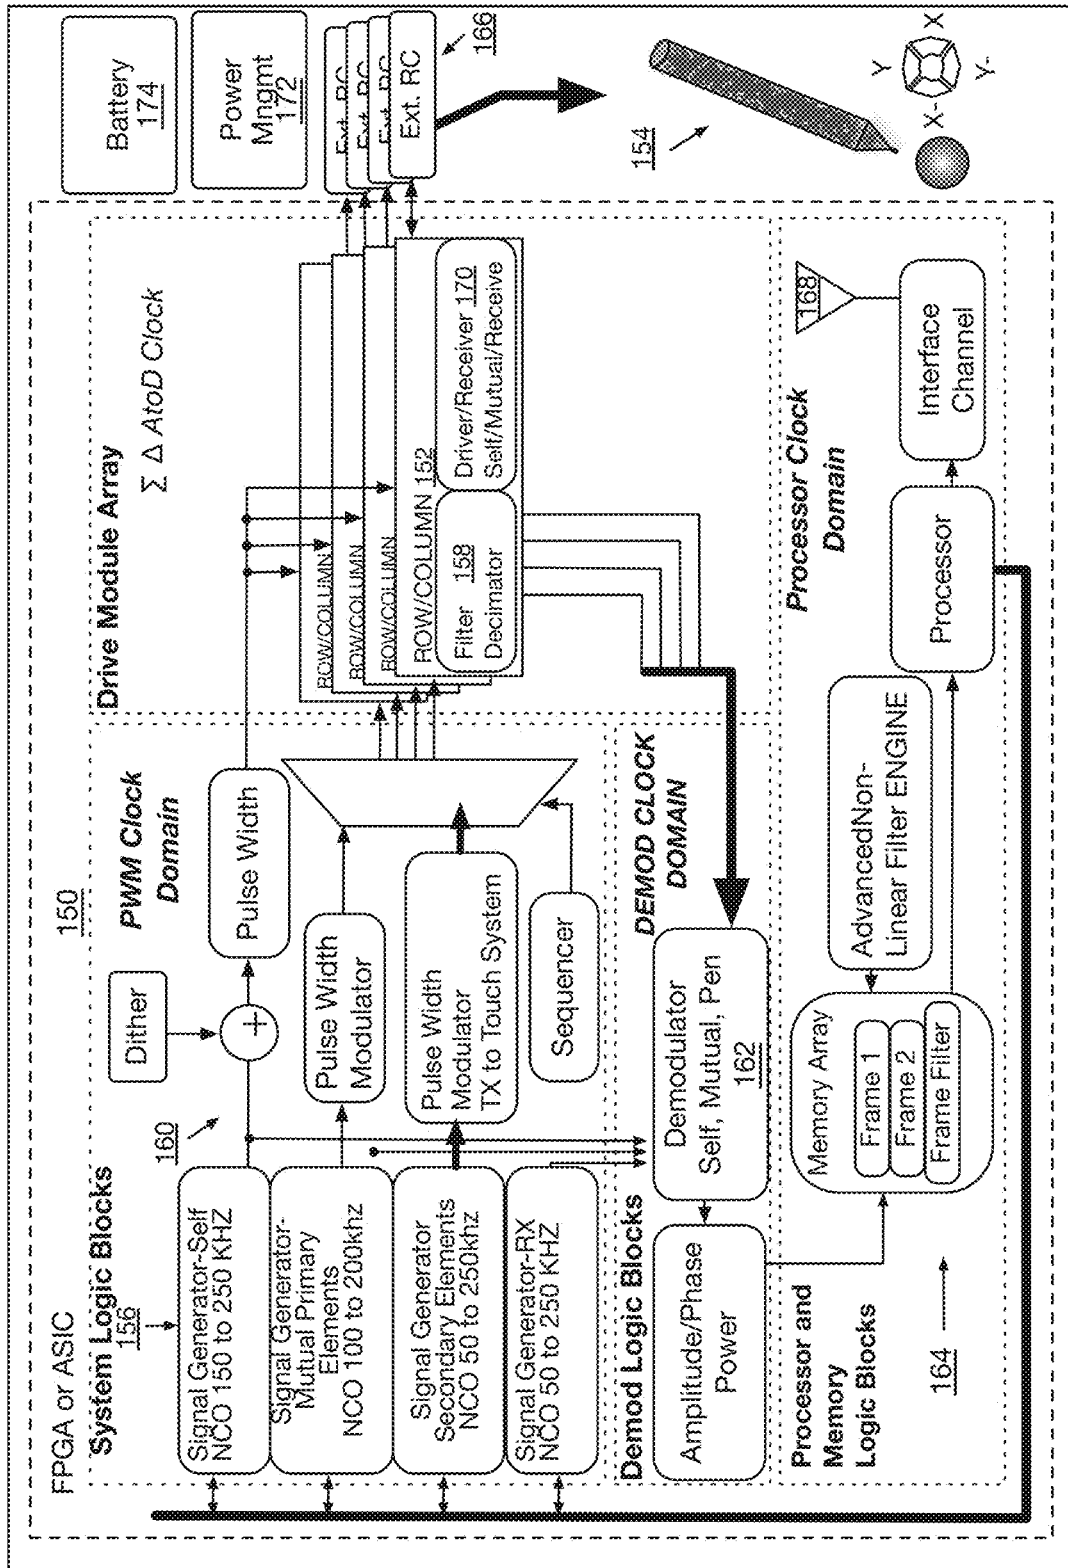 FPGA or ASIC
150
System Logic Blocks
156
160
Signal Generator-Self
NCO 150 to 250 KHZ
Signal Generator-
Mutual Primary
Elements
NCO 100 to 200khz
Signal Generator
Secondary Elements
NCO 50 to 250khz
Signal Generator-RX
NCO 50 to 250 KHZ
Dither
+
Pulse Width
PWM Clock
Domain
Pulse Width
Modulator
Pulse Width
Modulator
TX to Touch System
Sequencer
Drive Module Array
Σ Δ AtoD Clock
ROW/COLUMN
ROW/COLUMN
ROW/COLUMN
ROW/COLUMN 152
Filter 158
Decimator
Driver/Receiver 170
Self/Mutual/Receive
Battery
174
Power
Mngmt
172
Ext. RC
Ext. RC
Ext. RC
Ext. RC
166
154
Y
X
X-
Y-
Demod Logic Blocks
DEMOD CLOCK
DOMAIN
Amplitude/Phase
Power
Demodulator
Self, Mutual, Pen
162
Processor and
Memory
Logic Blocks
164
Memory Array
Frame 1
Frame 2
Frame Filter
AdvancedNon-
Linear Filter ENGINE
Processor
Processor Clock
Domain
168
Interface
Channel